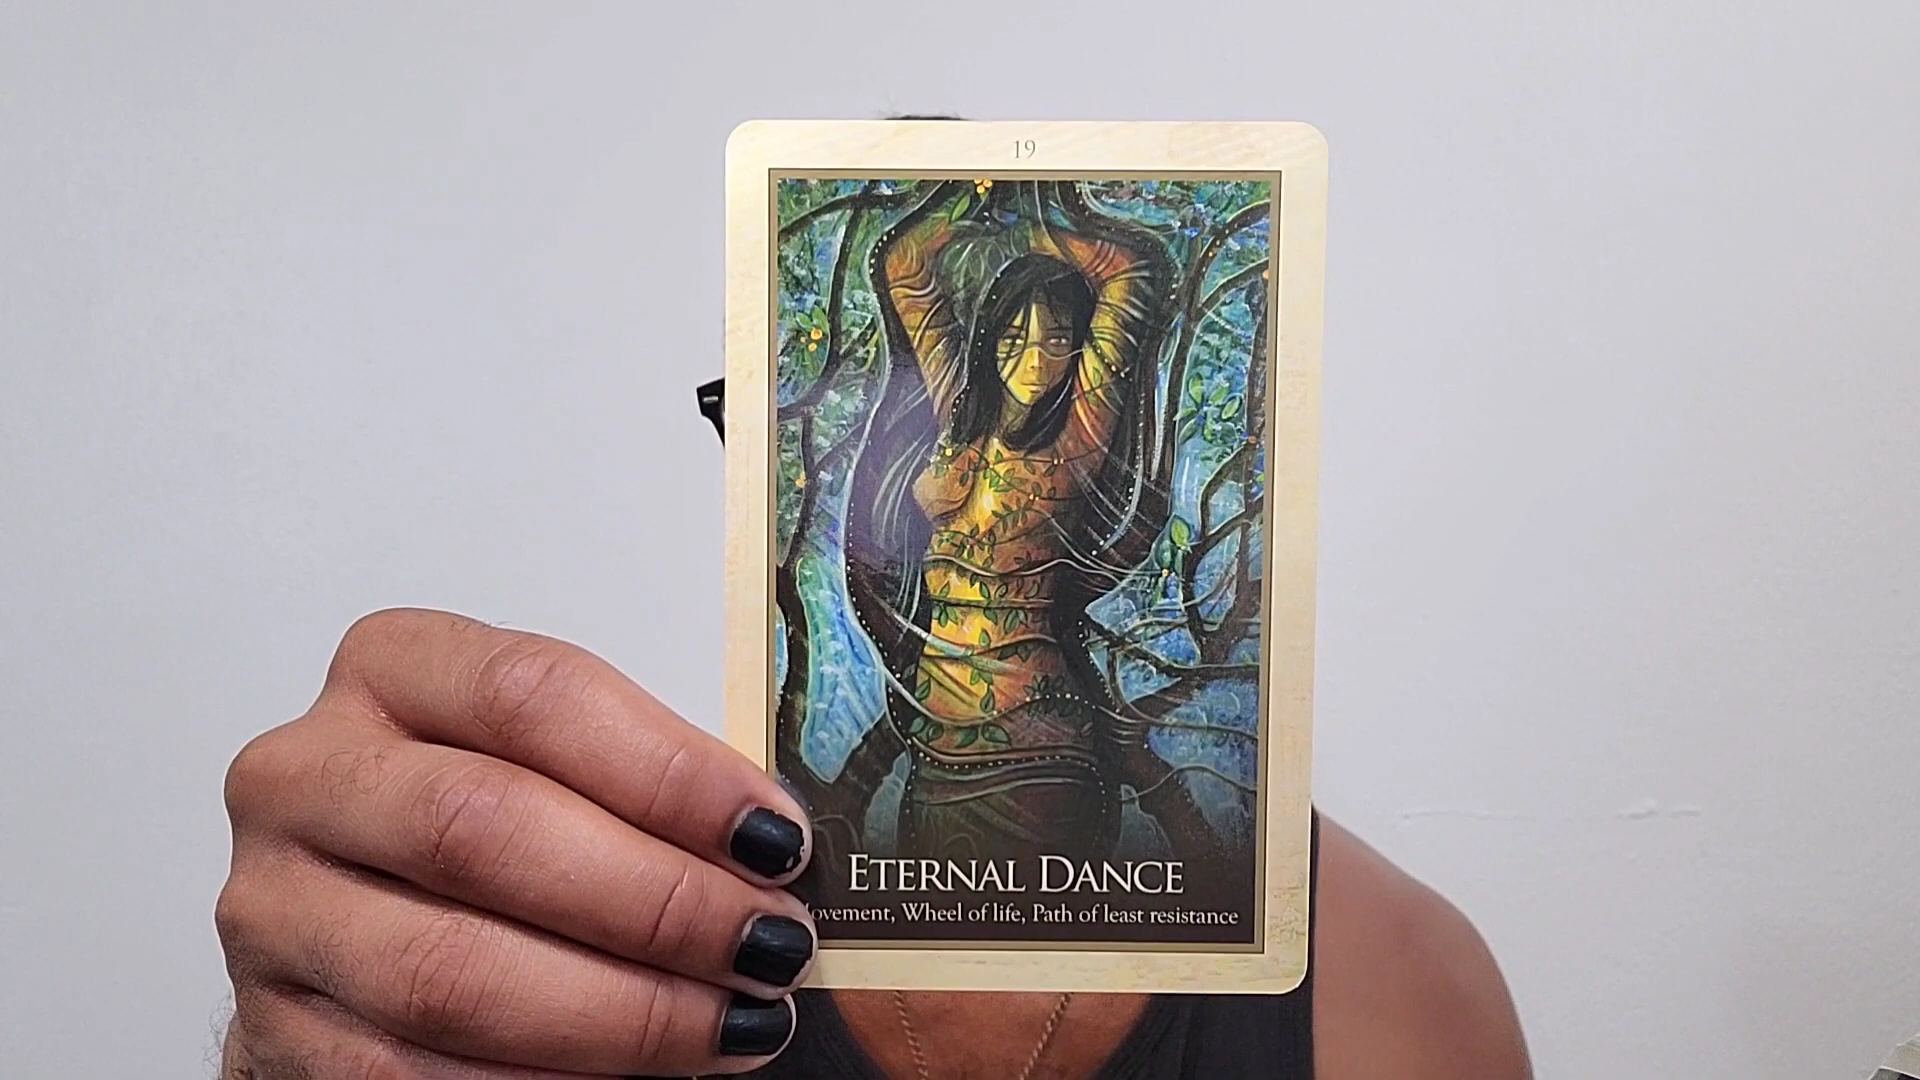 19
ETERNAL DANCE
ovement, Wheel of life, Path of least resistance